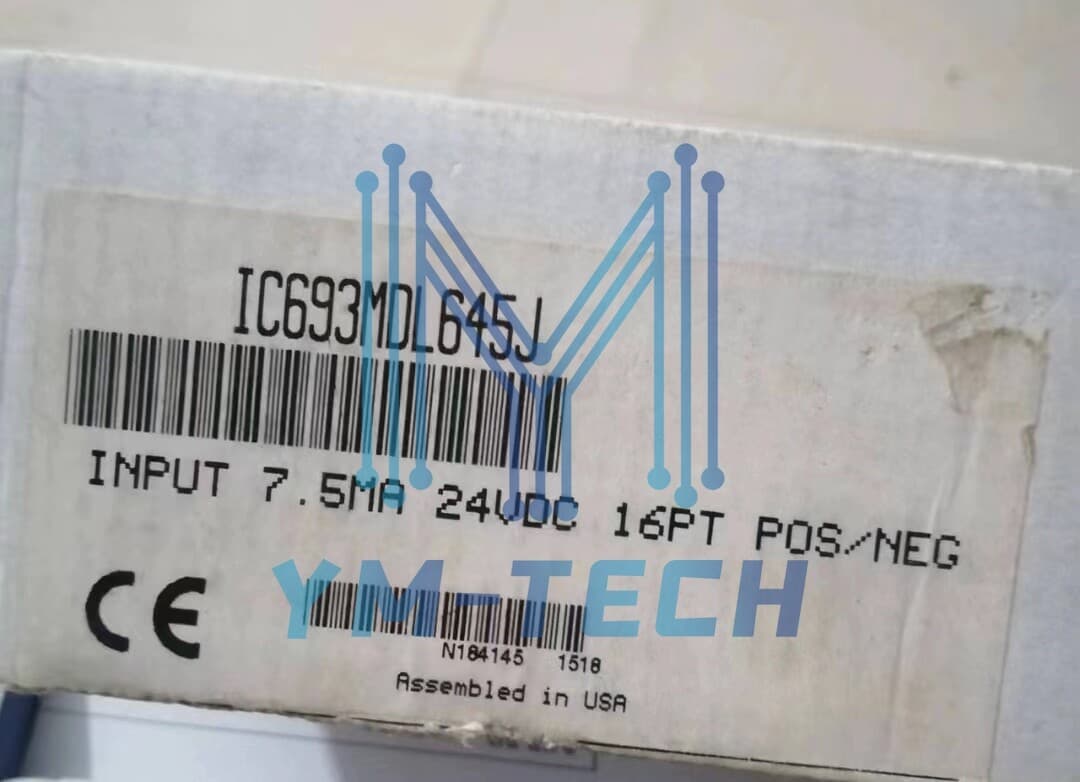 IC693MDL645J
INPUT 7.5MA 24VDC 16PT POS/NEG
CE
YM-TECH
N184145 1518
Assembled in USA